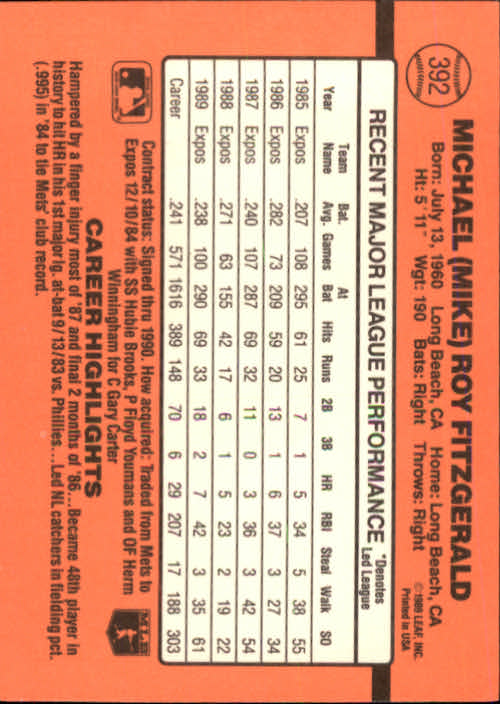 392
MICHAEL (MIKE) ROY FITZGERALD
Born: July 13, 1960 Long Beach, CA Home: Long Beach, CA
Ht: 5' 11" Wgt: 190 Bats: Right Throws: Right
©1989 LEAF, INC.
Printed in USA
RECENT MAJOR LEAGUE PERFORMANCE *Denotes Led League
Year Team Name Bat. Avg. Games At Bat Hits Runs 2B 3B HR RBI Steal Walk SO
1985 Expos .207 108 295 61 25 7 1 5 34 5 38 55
1986 Expos .282 73 209 59 20 13 1 6 37 3 27 34
1987 Expos .240 107 287 69 32 11 0 3 36 3 42 54
1988 Expos .271 63 155 42 17 6 1 5 23 2 19 22
1989 Expos .238 100 290 69 33 18 2 7 42 3 35 61
Career .241 571 1616 389 148 70 6 29 207 17 188 303
Contract status: Signed thru 1990. How acquired: Traded from Mets to
Expos 12/10/84 with SS Hubie Brooks, P Floyd Youmans and OF Herm
Winningham for C Gary Carter
MLB
CAREER HIGHLIGHTS
Hampered by a finger injury most of '87 and final 2 months of '86... Became 48th player in
history to hit HR in his 1st major lg. at-bat 9/13/83 vs. Phillies... Led NL catchers in fielding pct.
(.995) in '84 to tie Mets' club record.